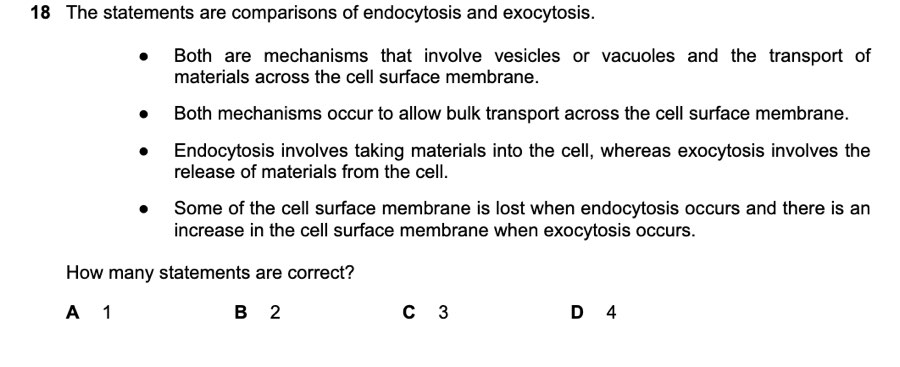 18 The statements are comparisons of endocytosis and exocytosis.
● Both are mechanisms that involve vesicles or vacuoles and the transport of
materials across the cell surface membrane.
● Both mechanisms occur to allow bulk transport across the cell surface membrane.
● Endocytosis involves taking materials into the cell, whereas exocytosis involves the
release of materials from the cell.
● Some of the cell surface membrane is lost when endocytosis occurs and there is an
increase in the cell surface membrane when exocytosis occurs.
How many statements are correct?
A 1 B 2 C 3 D 4